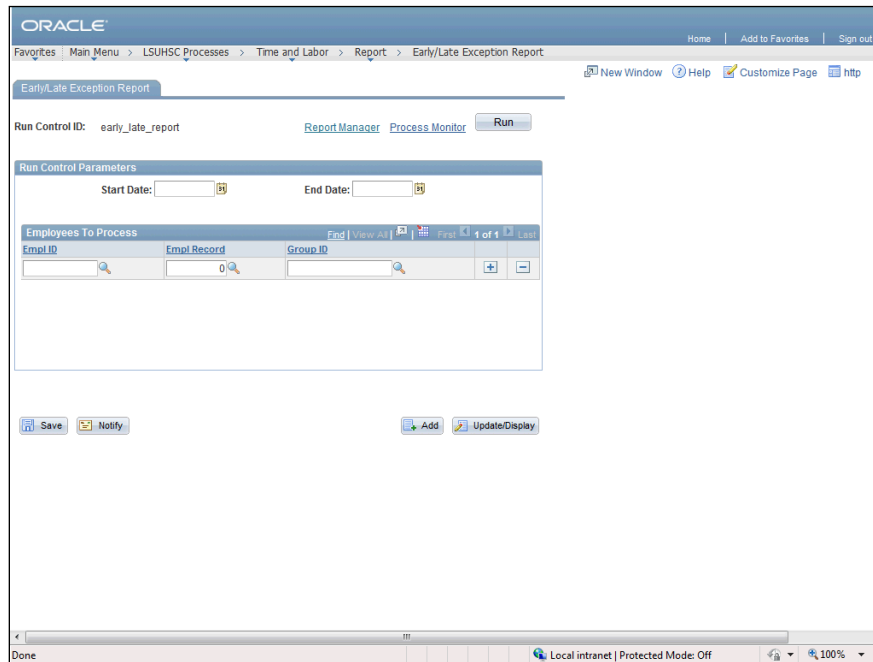 ORACLE
Home | Add to Favorites | Sign out
Favorites | Main Menu > LSUHSC Processes > Time and Labor > Report > Early/Late Exception Report
New Window Help Customize Page http
Early/Late Exception Report
Run Control ID: early_late_report Report Manager Process Monitor Run
Run Control Parameters
Start Date: 31 End Date: 31
Employees To Process Find | View All | | First 1 of 1 Last
Empl ID Empl Record Group ID
0
Save Notify Add Update/Display
Done Local intranet | Protected Mode: Off 100%